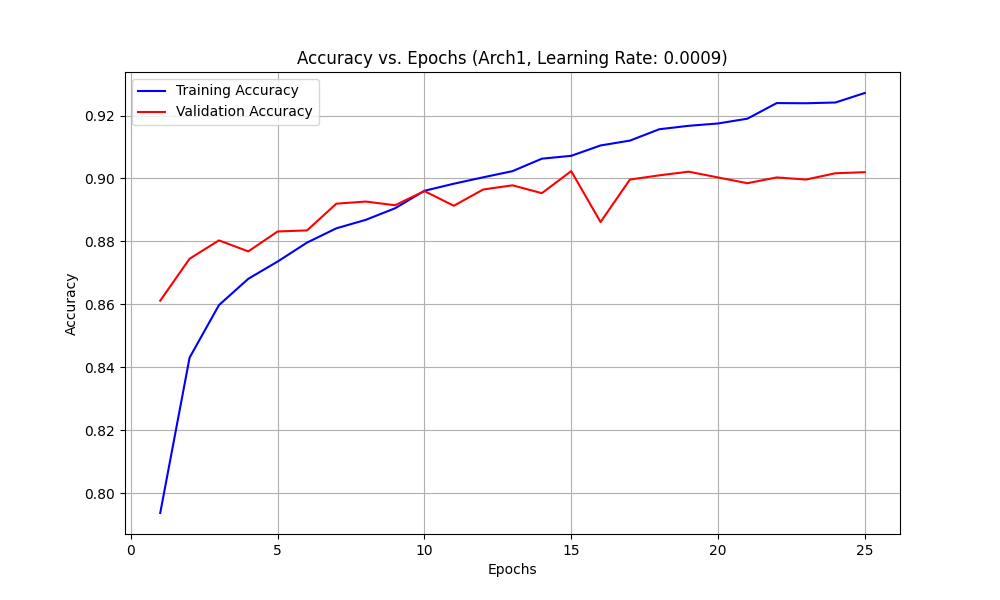 Accuracy vs. Epochs (Arch1, Learning Rate: 0.0009)
Training Accuracy
Validation Accuracy
0.92
0.90
0.88
0.86
0.84
0.82
0.80
Accuracy
0
5
10
15
20
25
Epochs